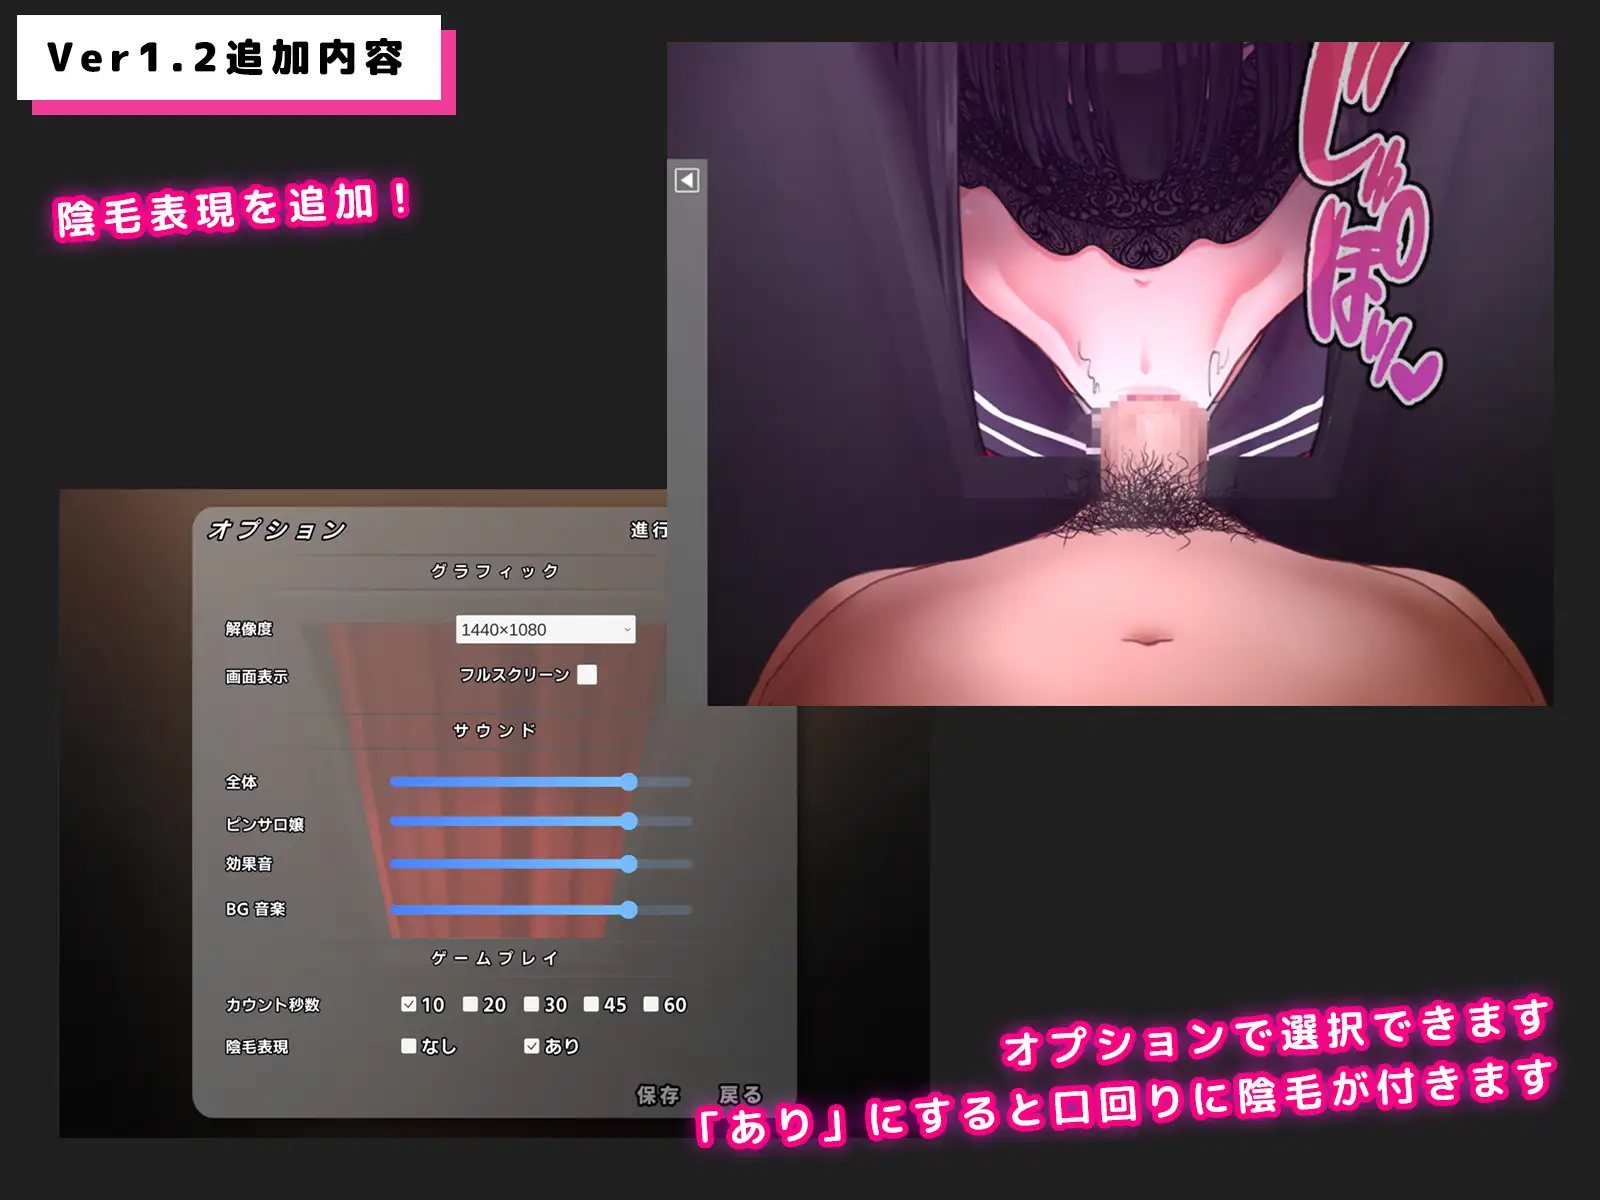 Ver1.2追加内容
陰毛表現を追加！
じゅぽっ♥
オプション
進行
グラフィック
解像度
1440×1080
画面表示
フルスクリーン
サウンド
全体
ピンサロ嬢
効果音
BG 音楽
ゲームプレイ
カウント秒数 10 20 30 45 60
陰毛表現 なし あり
保存 戻る
オプションで選択できます
「あり」にすると口回りに陰毛が付きます